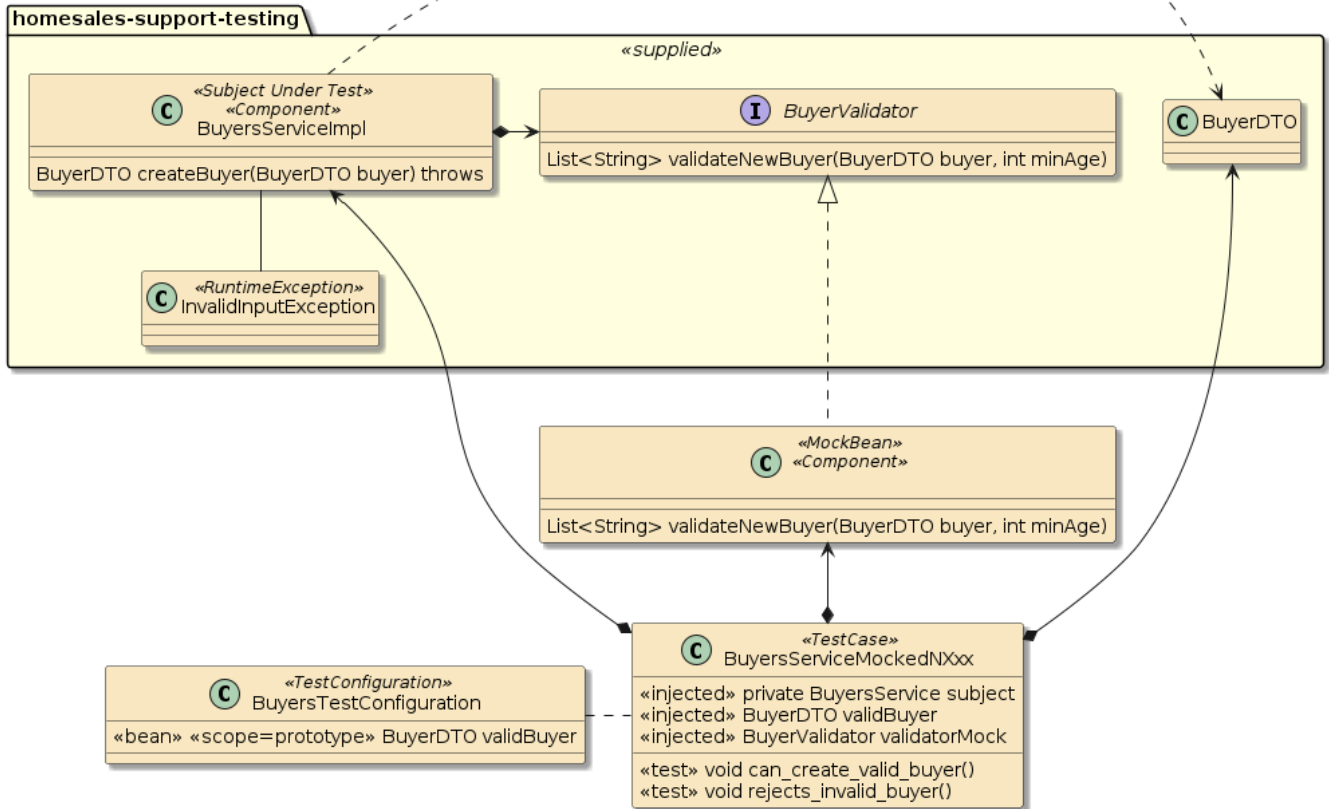 homesales-support-testing
«supplied»
«Subject Under Test»
«Component»
C
BuyersServiceImpl
BuyerDTO createBuyer(BuyerDTO buyer) throws
I
BuyerValidator
List<String> validateNewBuyer(BuyerDTO buyer, int minAge)
C
BuyerDTO
«RuntimeException»
C
InvalidInputException
«MockBean»
C
«Component»
List<String> validateNewBuyer(BuyerDTO buyer, int minAge)
«TestCase»
C
BuyersServiceMockedNXxx
«injected» private BuyersService subject
«injected» BuyerDTO validBuyer
«injected» BuyerValidator validatorMock
«test» void can_create_valid_buyer()
«test» void rejects_invalid_buyer()
«TestConfiguration»
C
BuyersTestConfiguration
«bean» «scope=prototype» BuyerDTO validBuyer